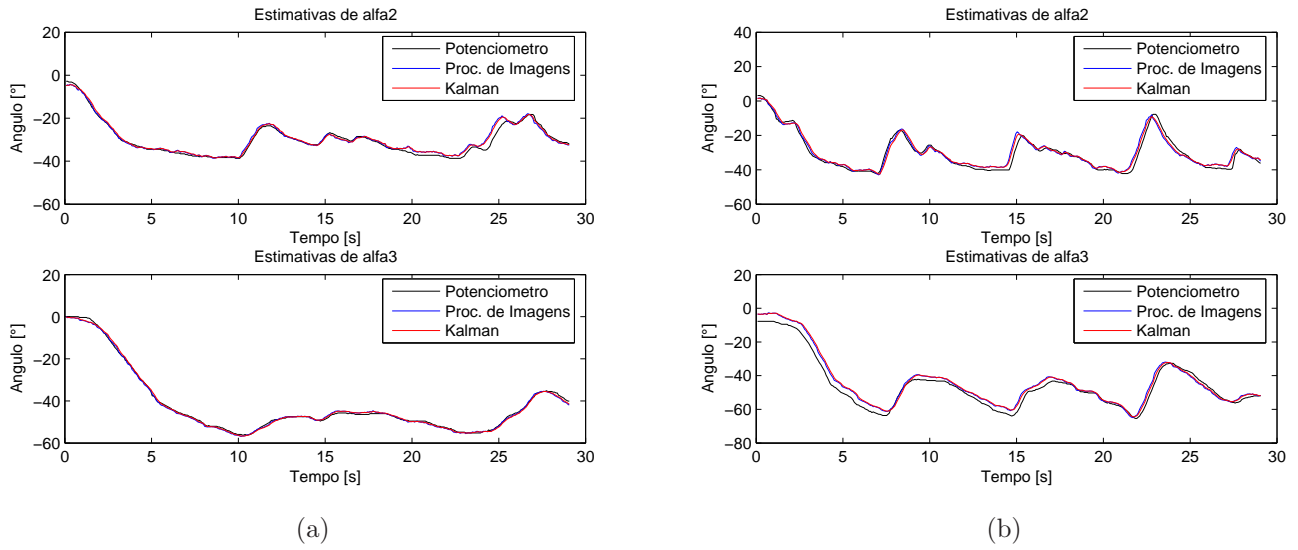 Estimativas de alfa2
20
0
−20
−40
−60
0 5 10 15 20 25 30
Angulo [°]
Tempo [s]
Potenciometro
Proc. de Imagens
Kalman
Estimativas de alfa3
20
0
−20
−40
−60
0 5 10 15 20 25 30
Angulo [°]
Tempo [s]
Potenciometro
Proc. de Imagens
Kalman
(a)
Estimativas de alfa2
40
20
0
−20
−40
−60
0 5 10 15 20 25 30
Angulo [°]
Tempo [s]
Potenciometro
Proc. de Imagens
Kalman
Estimativas de alfa3
20
0
−20
−40
−60
−80
0 5 10 15 20 25 30
Angulo [°]
Tempo [s]
Potenciometro
Proc. de Imagens
Kalman
(b)